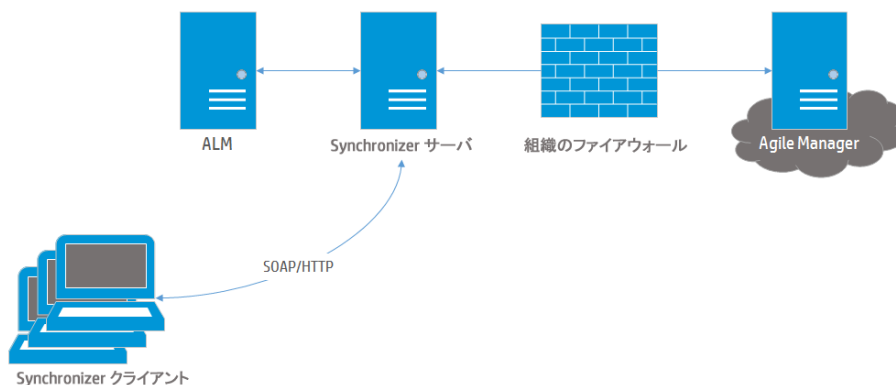 ALM
Synchronizer サーバ
組織のファイアウォール
Agile Manager
SOAP/HTTP
Synchronizer クライアント